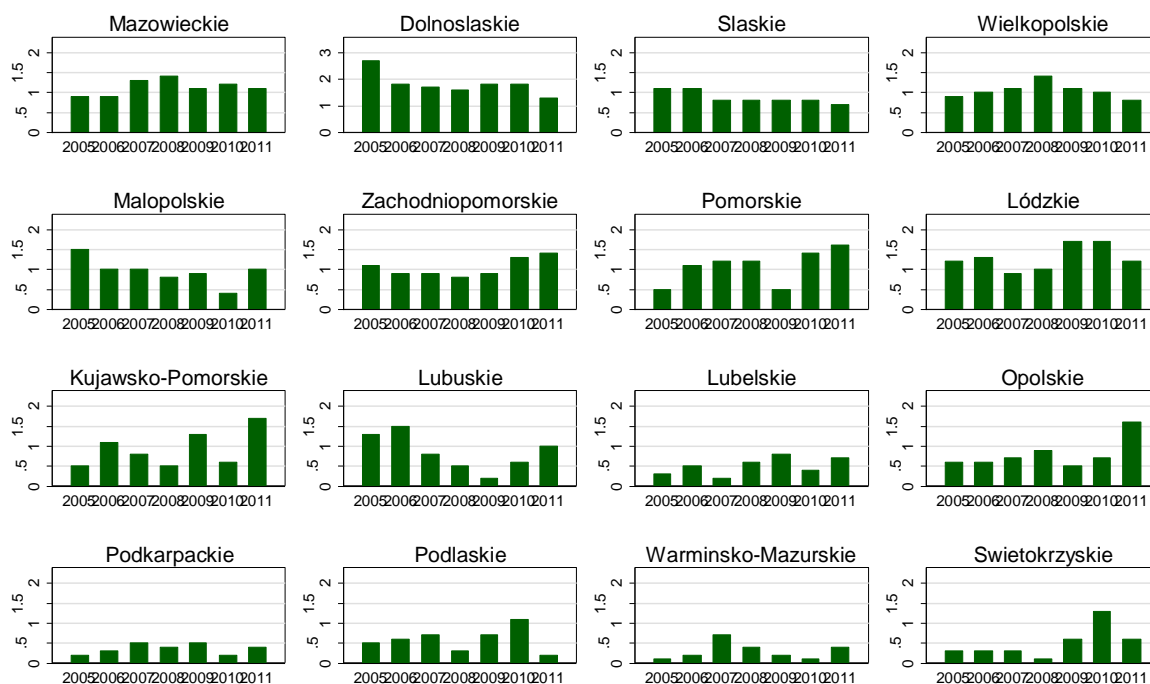 Mazowieckie
0 .5 1 1.5 2
2005 2006 2007 2008 2009 2010 2011
Dolnoslaskie
0 1 2 3
2005 2006 2007 2008 2009 2010 2011
Slaskie
0 .5 1 1.5 2
2005 2006 2007 2008 2009 2010 2011
Wielkopolskie
0 .5 1 1.5 2
2005 2006 2007 2008 2009 2010 2011
Malopolskie
0 .5 1 1.5 2
2005 2006 2007 2008 2009 2010 2011
Zachodniopomorskie
0 .5 1 1.5 2
2005 2006 2007 2008 2009 2010 2011
Pomorskie
0 .5 1 1.5 2
2005 2006 2007 2008 2009 2010 2011
Lódzkie
0 .5 1 1.5 2
2005 2006 2007 2008 2009 2010 2011
Kujawsko-Pomorskie
0 .5 1 1.5 2
2005 2006 2007 2008 2009 2010 2011
Lubuskie
0 .5 1 1.5 2
2005 2006 2007 2008 2009 2010 2011
Lubelskie
0 .5 1 1.5 2
2005 2006 2007 2008 2009 2010 2011
Opolskie
0 .5 1 1.5 2
2005 2006 2007 2008 2009 2010 2011
Podkarpackie
0 .5 1 1.5 2
2005 2006 2007 2008 2009 2010 2011
Podlaskie
0 .5 1 1.5 2
2005 2006 2007 2008 2009 2010 2011
Warminsko-Mazurskie
0 .5 1 1.5 2
2005 2006 2007 2008 2009 2010 2011
Swietokrzyskie
0 .5 1 1.5 2
2005 2006 2007 2008 2009 2010 2011